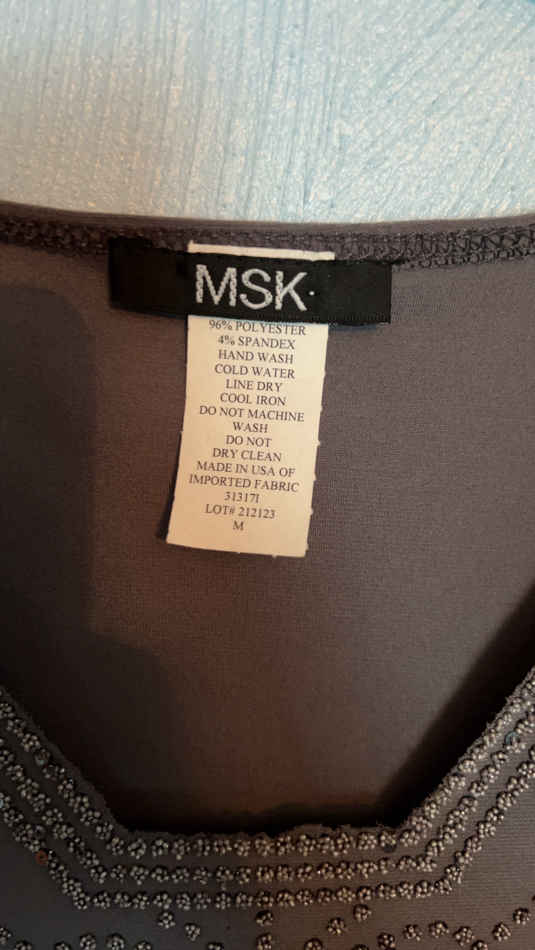 MSK
96% POLYESTER
4% SPANDEX
HAND WASH
COLD WATER
LINE DRY
COOL IRON
DO NOT MACHINE
WASH
DO NOT
DRY CLEAN
MADE IN USA OF
IMPORTED FABRIC
31317I
LOT# 212123
M